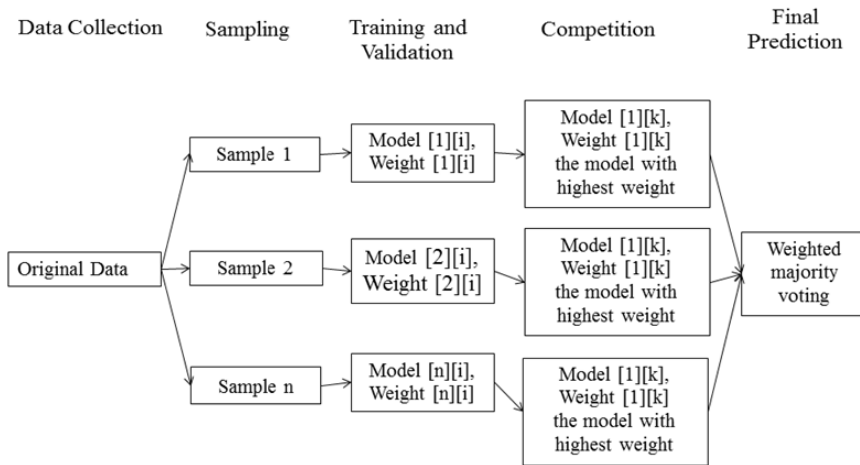 Data Collection
Sampling
Training and
Validation
Competition
Final
Prediction
Original Data
Sample 1
Model [1][i],
Weight [1][i]
Model [1][k],
Weight [1][k]
the model with
highest weight
Sample 2
Model [2][i],
Weight [2][i]
Model [1][k],
Weight [1][k]
the model with
highest weight
Sample n
Model [n][i],
Weight [n][i]
Model [1][k],
Weight [1][k]
the model with
highest weight
Weighted
majority
voting